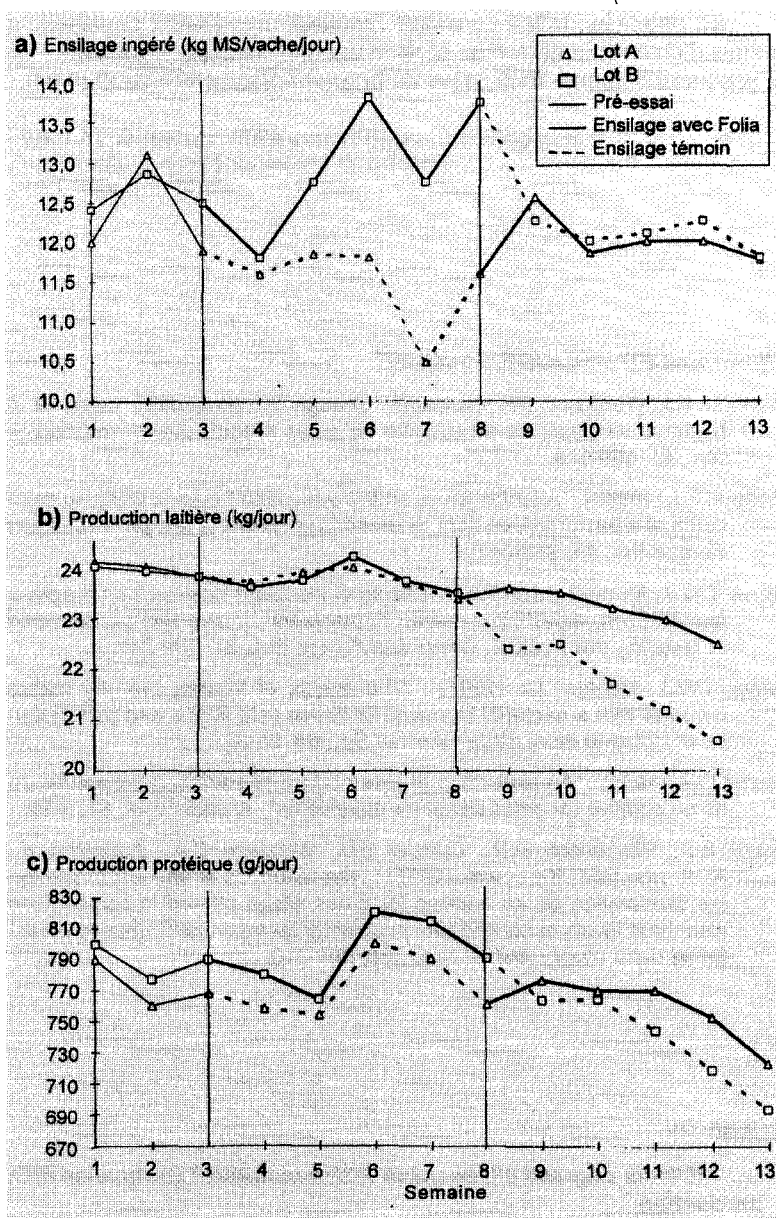 a) Ensilage ingéré (kg MS/vache/jour)
Lot A
Lot B
Pré-essai
Ensilage avec Folia
Ensilage témoin
14,0
13,5
13,0
12,5
12,0
11,5
11,0
10,5
10,0
1 2 3 4 5 6 7 8 9 10 11 12 13
b) Production laitière (kg/jour)
24
23
22
21
20
1 2 3 4 5 6 7 8 9 10 11 12 13
c) Production protéique (g/jour)
830
810
790
770
750
730
710
690
670
1 2 3 4 5 6 7 8 9 10 11 12 13
Semaine